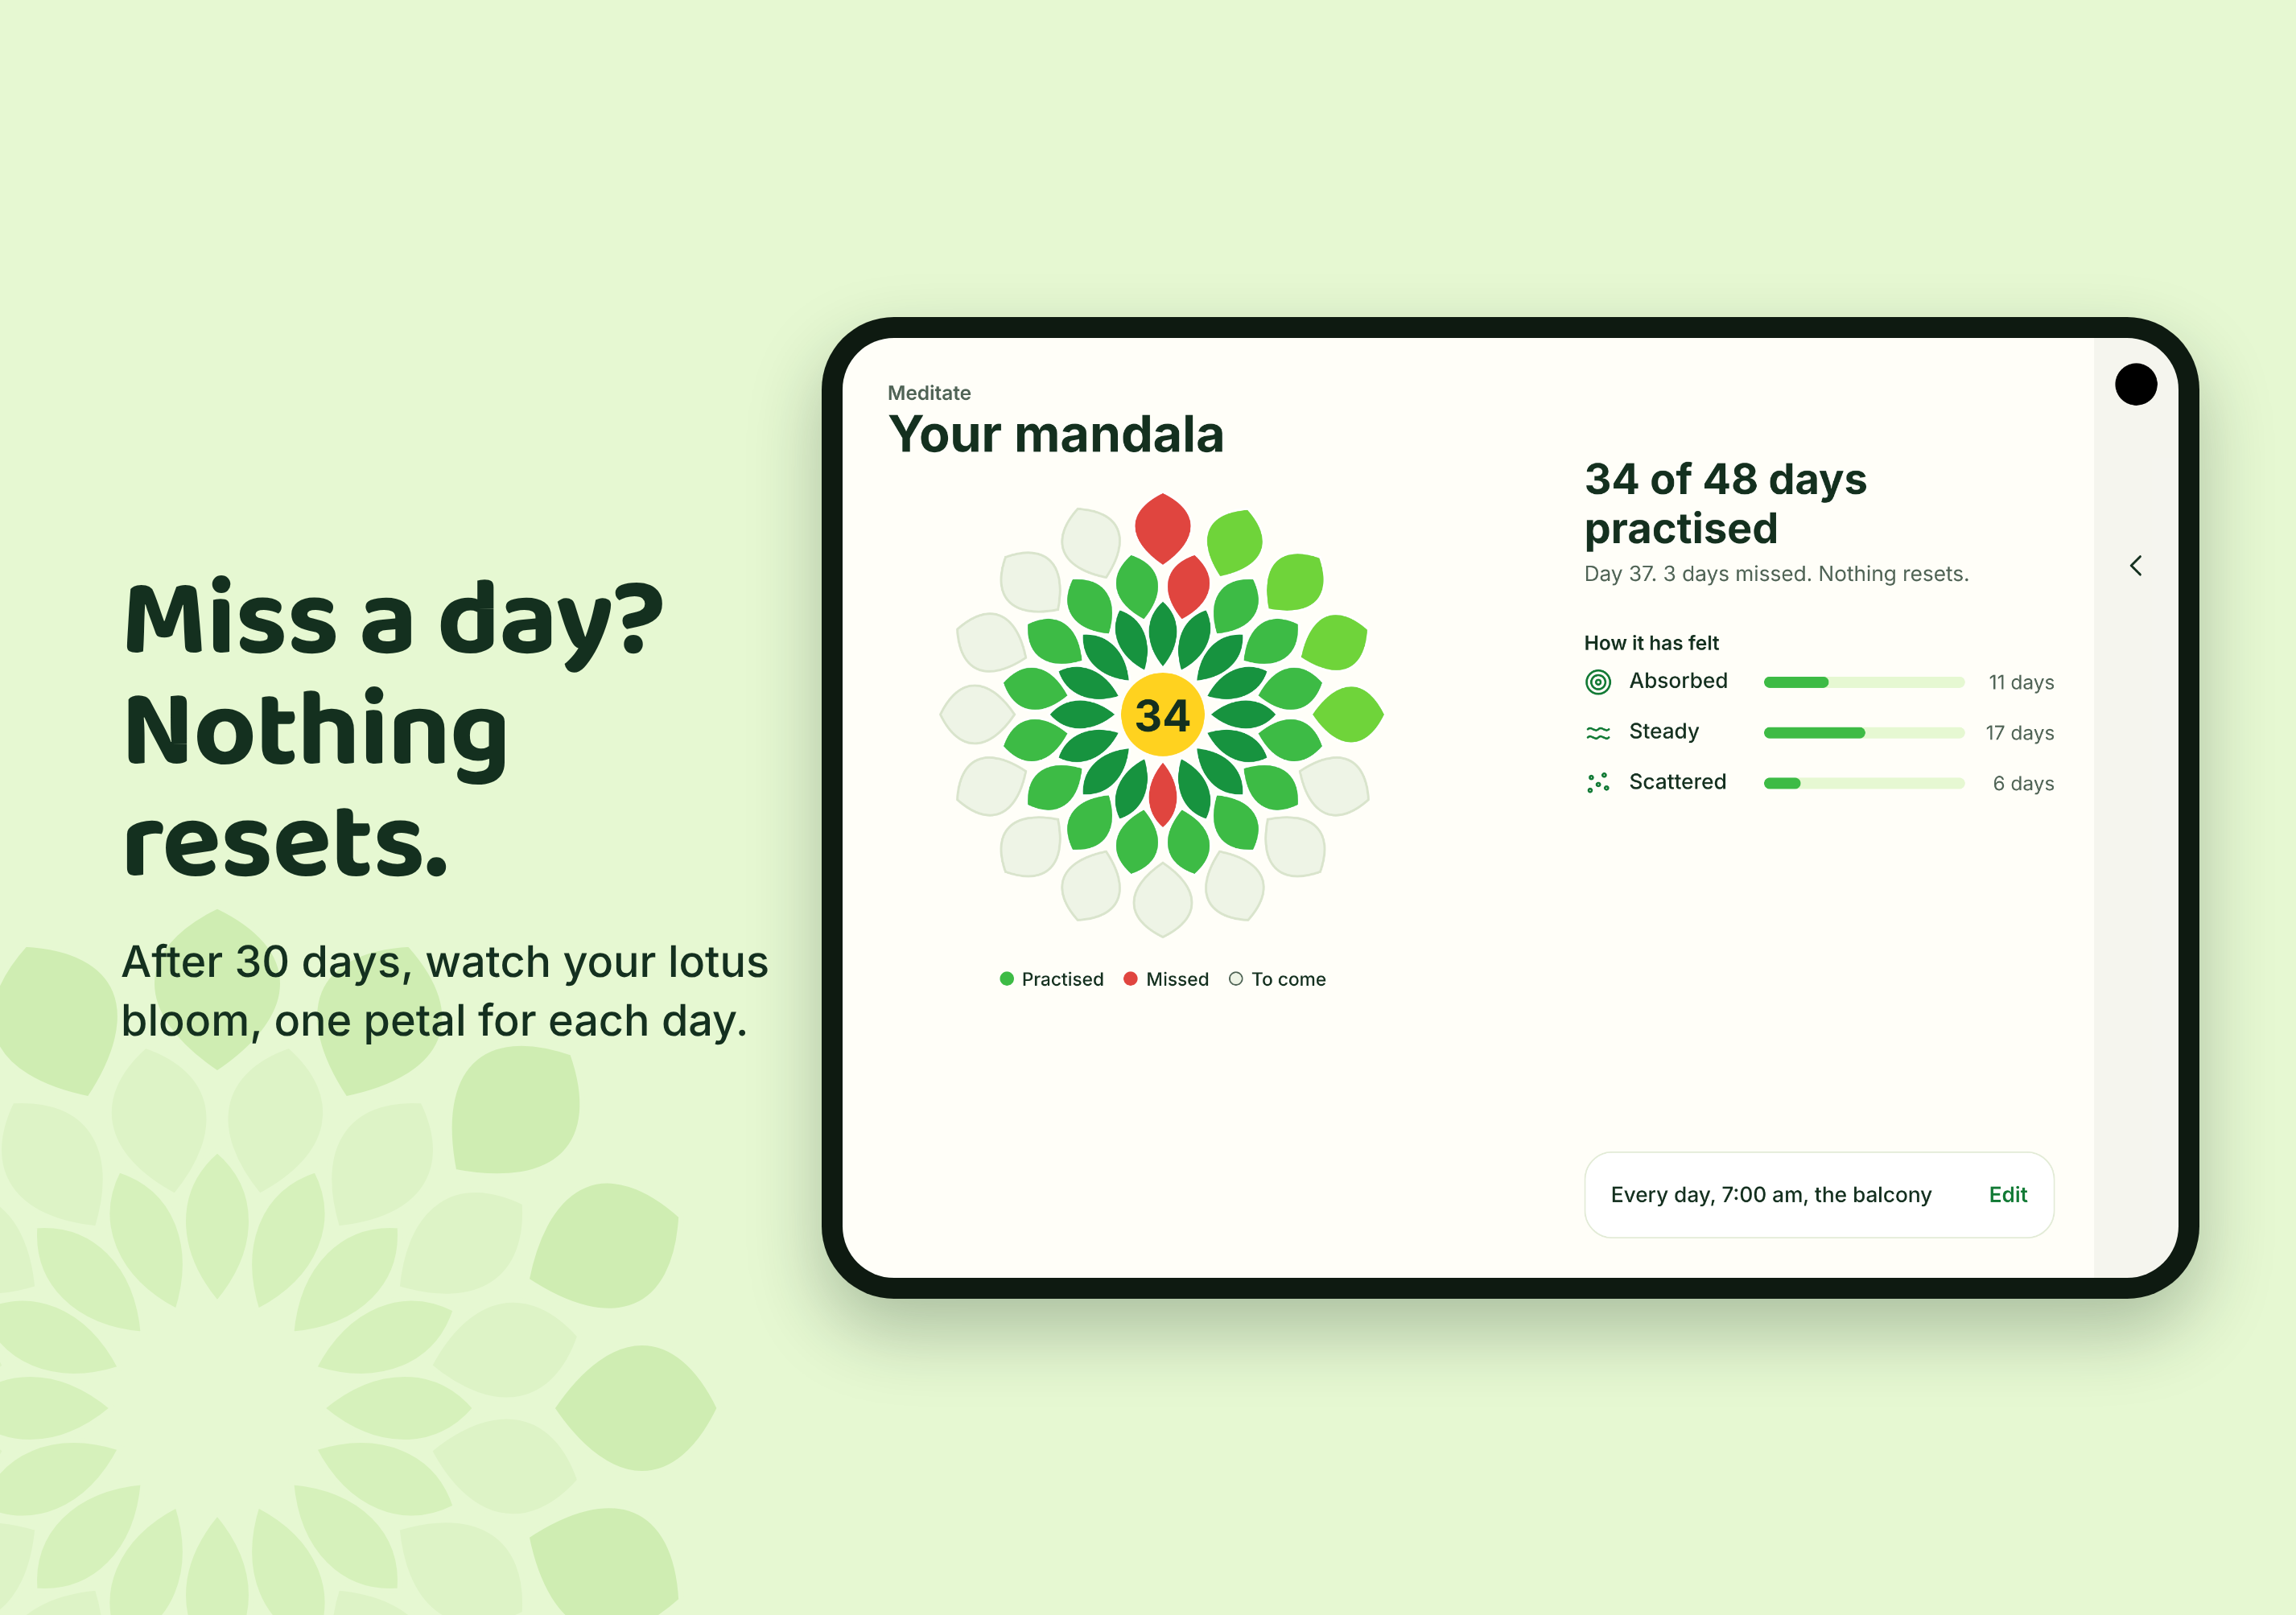 Miss a day?
Nothing
resets.
After 30 days, watch your lotus
bloom, one petal for each day.
Meditate
Your mandala
34
Practised
Missed
To come
34 of 48 days
practised
Day 37. 3 days missed. Nothing resets.
How it has felt
Absorbed 11 days
Steady 17 days
Scattered 6 days
Every day, 7:00 am, the balcony Edit